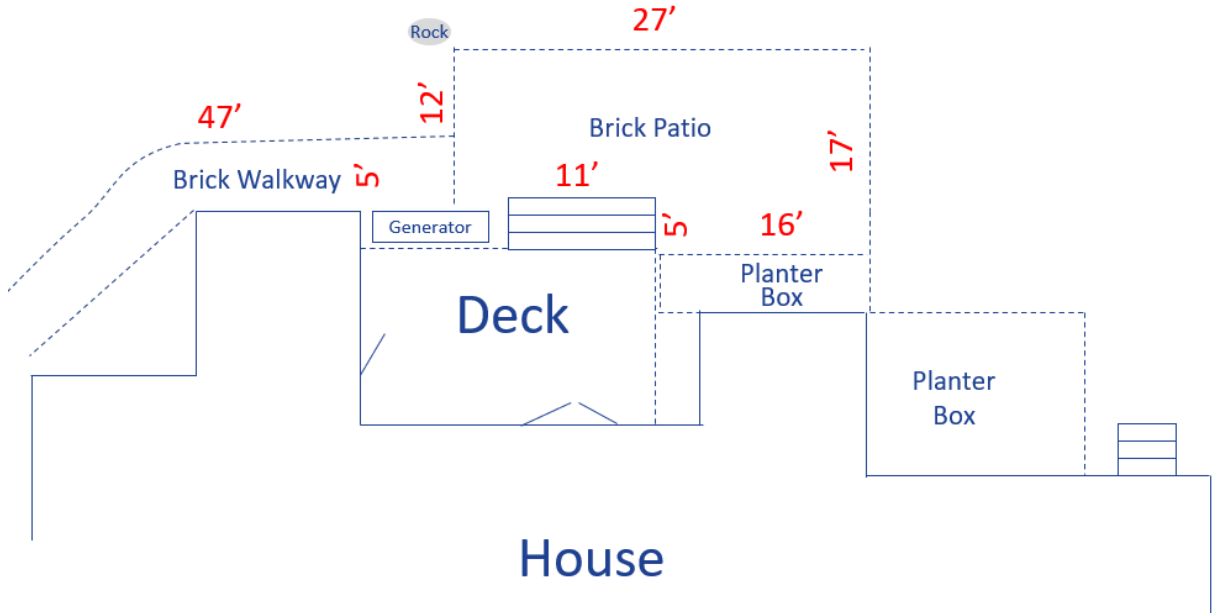 27’
Rock
47’
12’
Brick Patio
17’
Brick Walkway
5’
11’
Generator
5’
16’
Planter
Box
Deck
Planter
Box
House